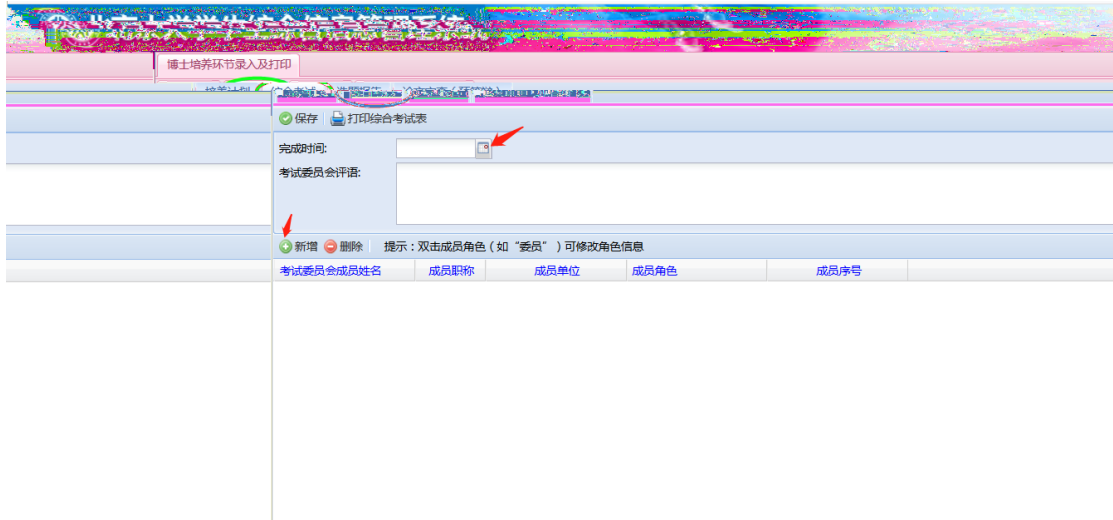 博士培养环节录入及打印
保存 打印综合考试表
完成时间:
考试委员会评语:
新增 删除 提示：双击成员角色（如“委员”）可修改角色信息
考试委员会成员姓名 成员职称 成员单位 成员角色 成员序号